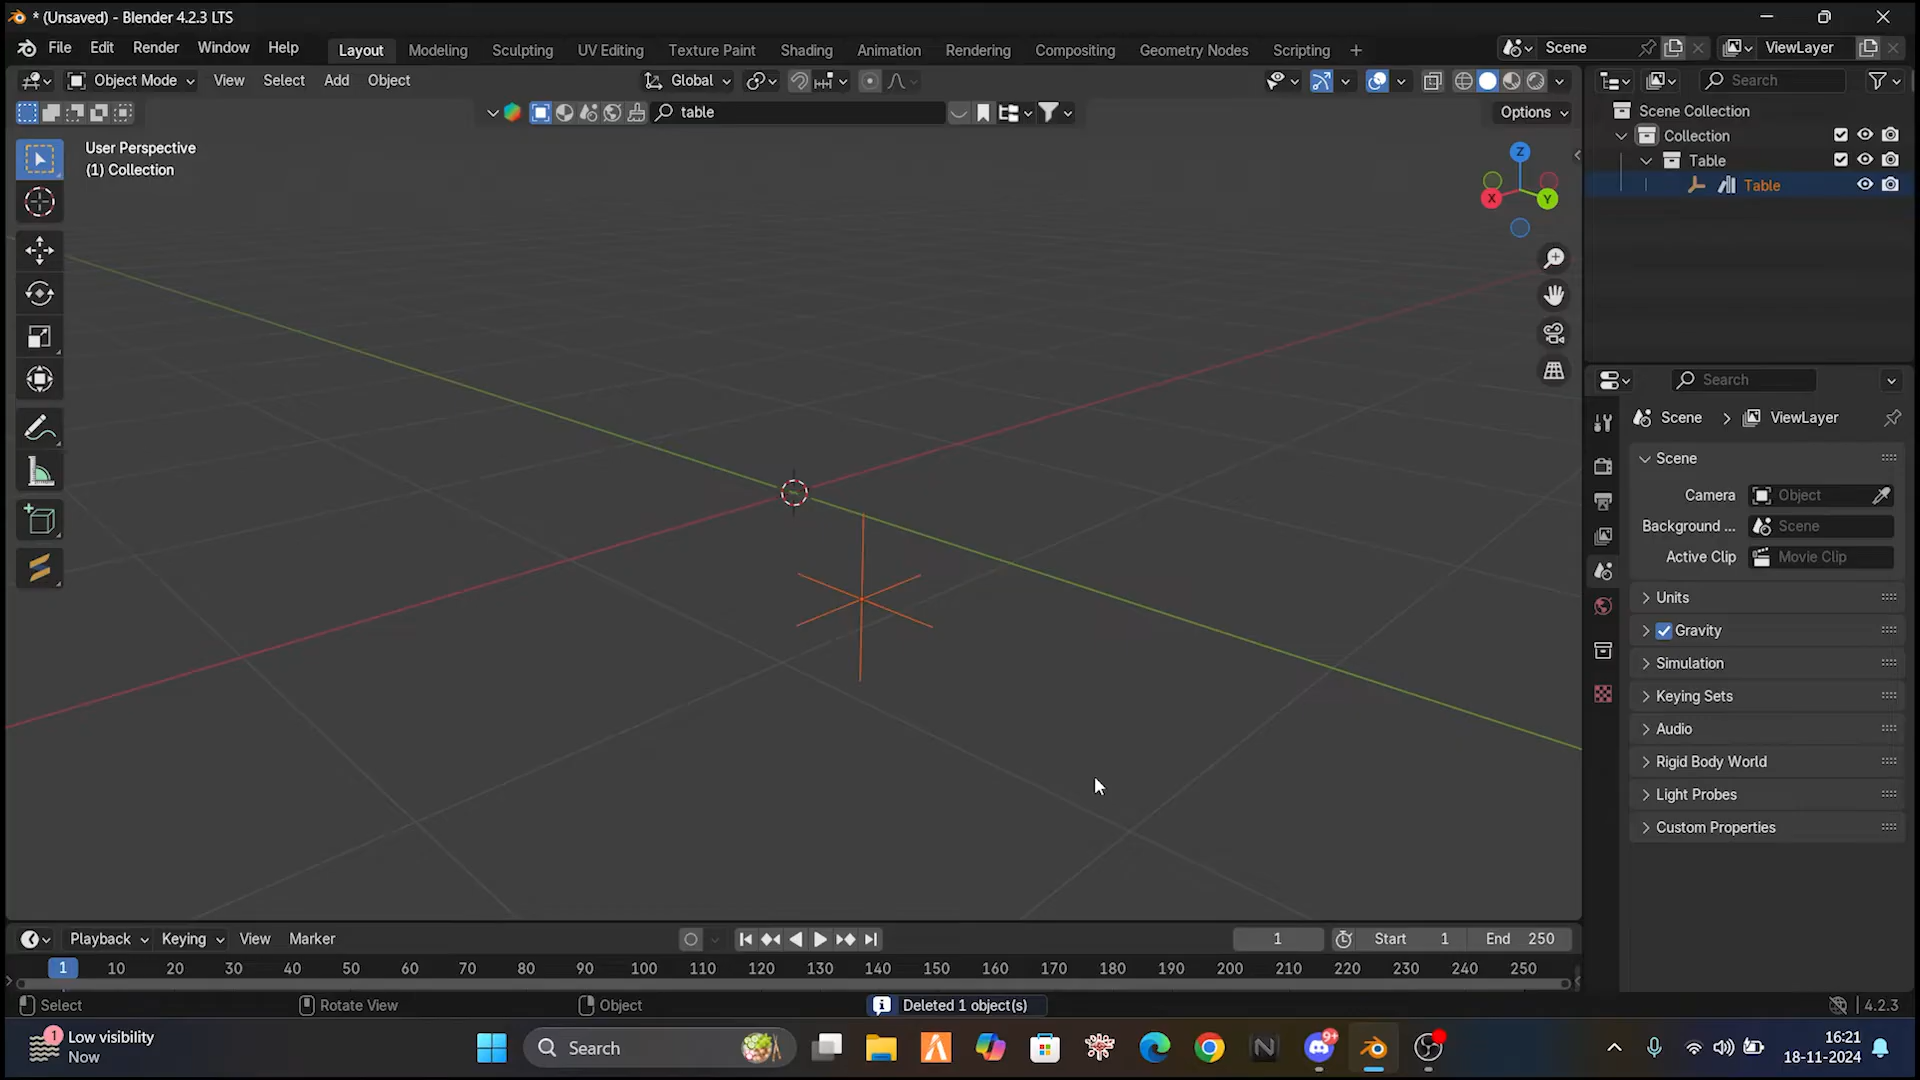 * (Unsaved) - Blender 4.2.3 LTS
File Edit Render Window Help Layout Modeling Sculpting UV Editing Texture Paint Shading Animation Rendering Compositing Geometry Nodes Scripting + Scene ViewLayer
Object Mode View Select Add Object Global Search
table Options
Scene Collection
Collection
Table
Table
User Perspective
(1) Collection
Z
X
Y
Search
Scene > ViewLayer
Scene
Camera Object
Background ... Scene
Active Clip Movie Clip
Units
Gravity
Simulation
Keying Sets
Audio
Rigid Body World
Light Probes
Custom Properties
Playback Keying View Marker 1 Start 1 End 250
1 10 20 30 40 50 60 70 80 90 100 110 120 130 140 150 160 170 180 190 200 210 220 230 240 250
Select Rotate View Object Deleted 1 object(s) 4.2.3
1 Low visibility
Now
Search
9+
16:21
18-11-2024